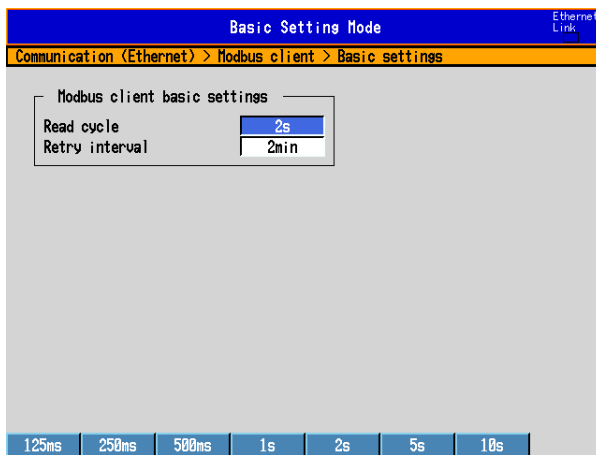 Basic Setting Mode
Ethernet
Link
Communication (Ethernet) > Modbus client > Basic settings
Modbus client basic settings
Read cycle 2s
Retry interval 2min
125ms 250ms 500ms 1s 2s 5s 10s